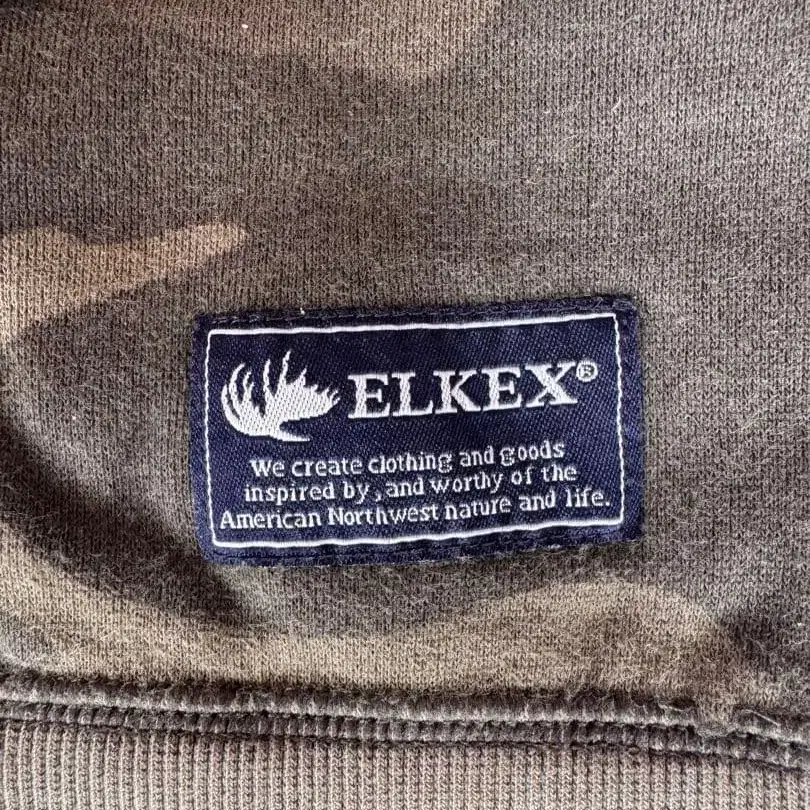 ELKEX®
We create clothing and goods
inspired by, and worthy of the
American Northwest nature and life.